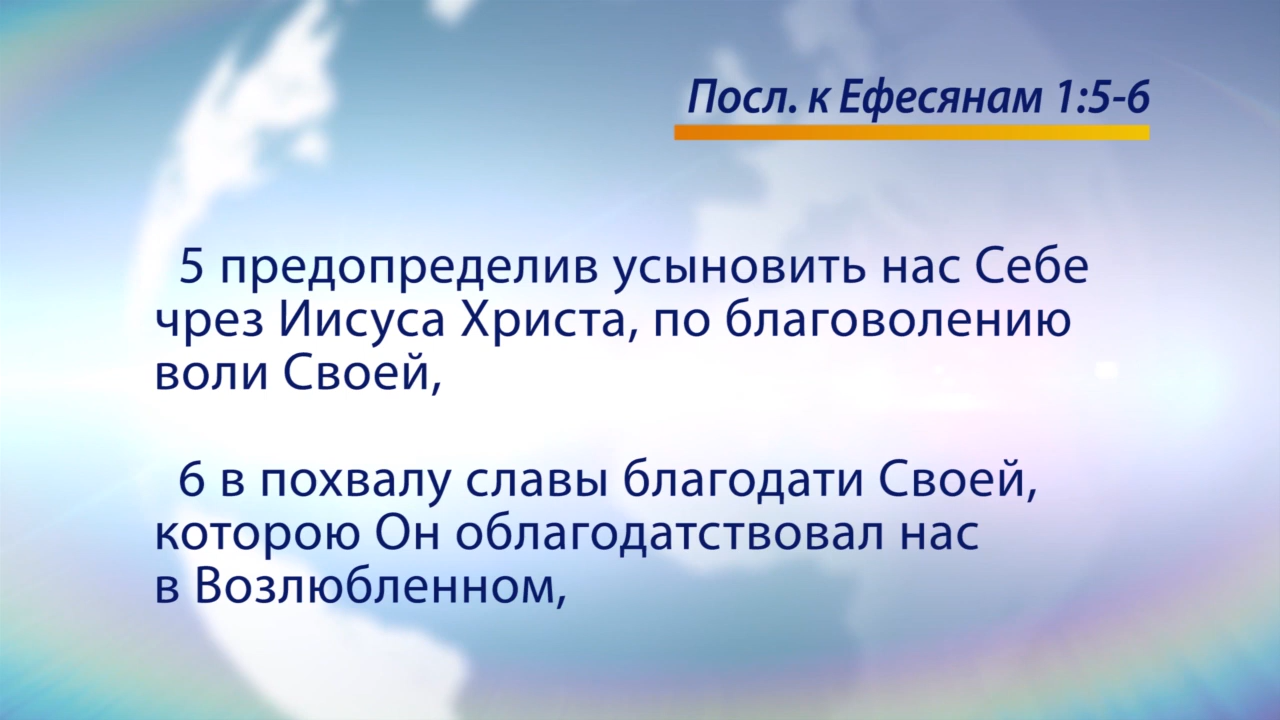 Посл. к Ефесянам 1:5-6
5 предопределив усыновить нас Себе
чрез Иисуса Христа, по благоволению
воли Своей,
6 в похвалу славы благодати Своей,
которою Он облагодатствовал нас
в Возлюбленном,